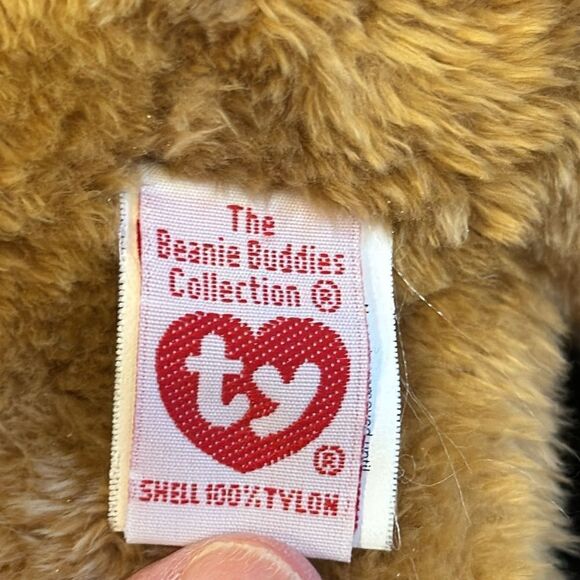 The
Beanie Buddies
Collection ®
ty
®
SHELL 100% TYLON